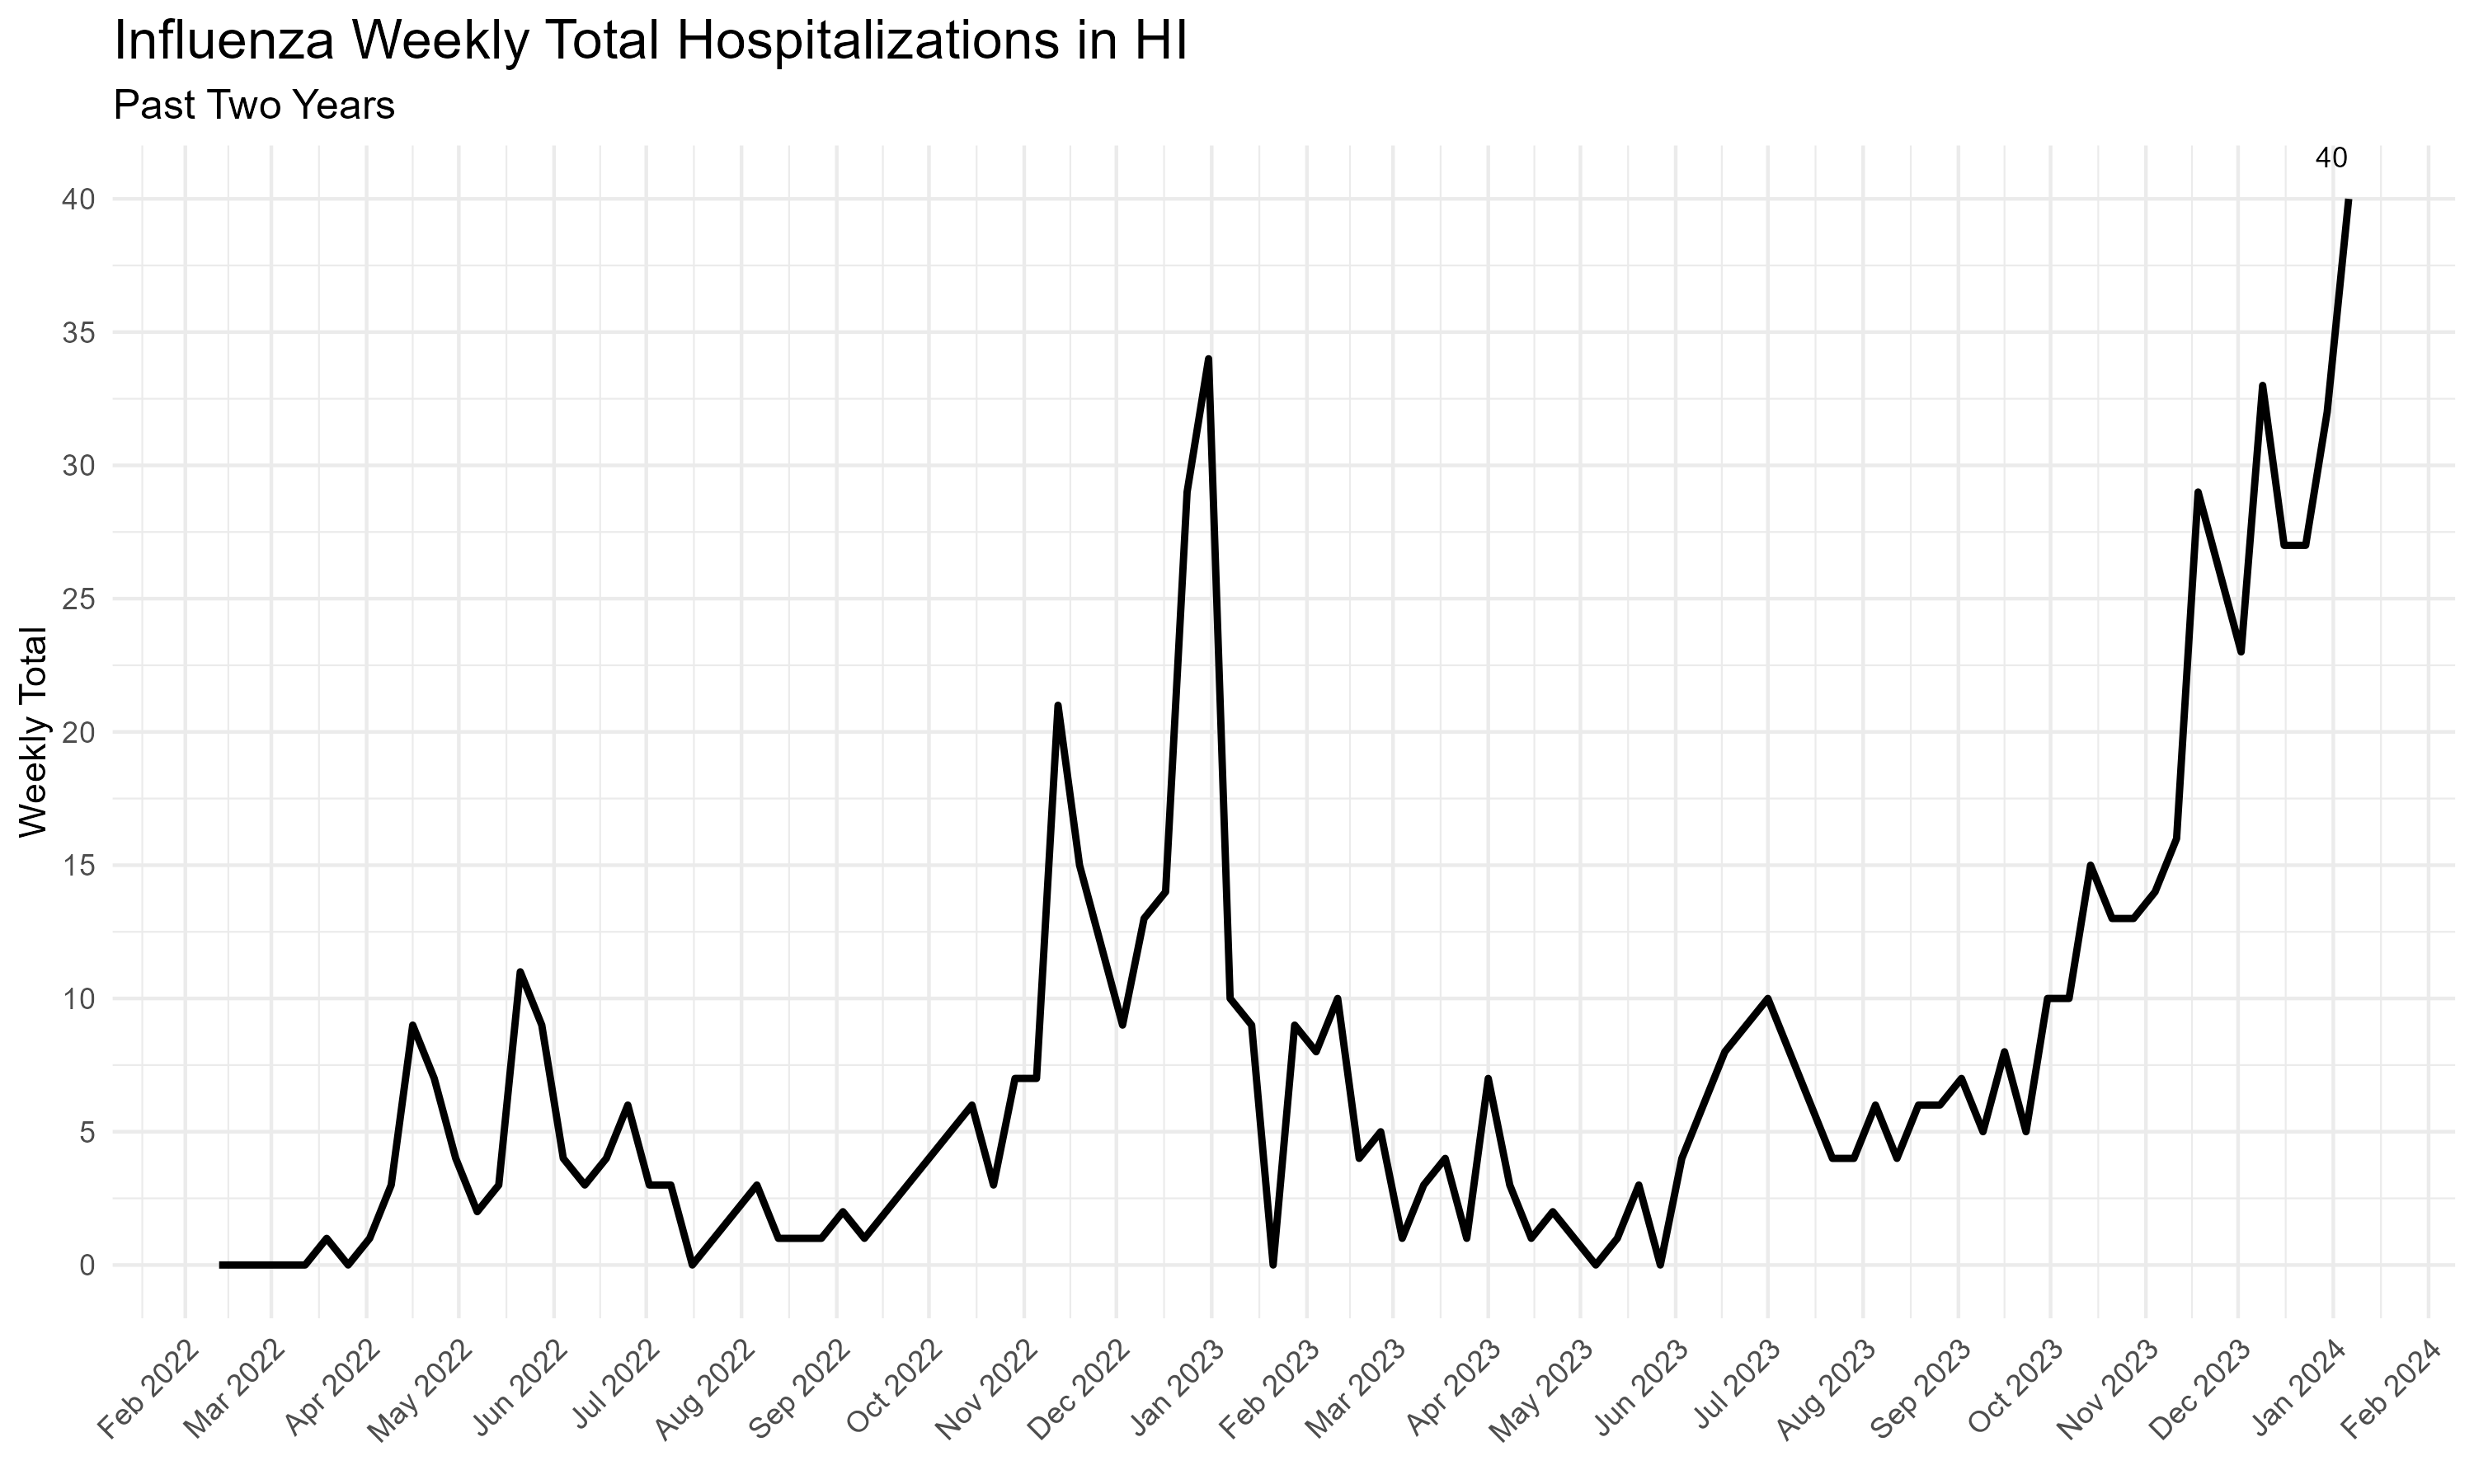 Influenza Weekly Total Hospitalizations in HI
Past Two Years
40
Weekly Total
40
35
30
25
20
15
10
5
0
Feb 2022
Mar 2022
Apr 2022
May 2022
Jun 2022
Jul 2022
Aug 2022
Sep 2022
Oct 2022
Nov 2022
Dec 2022
Jan 2023
Feb 2023
Mar 2023
Apr 2023
May 2023
Jun 2023
Jul 2023
Aug 2023
Sep 2023
Oct 2023
Nov 2023
Dec 2023
Jan 2024
Feb 2024